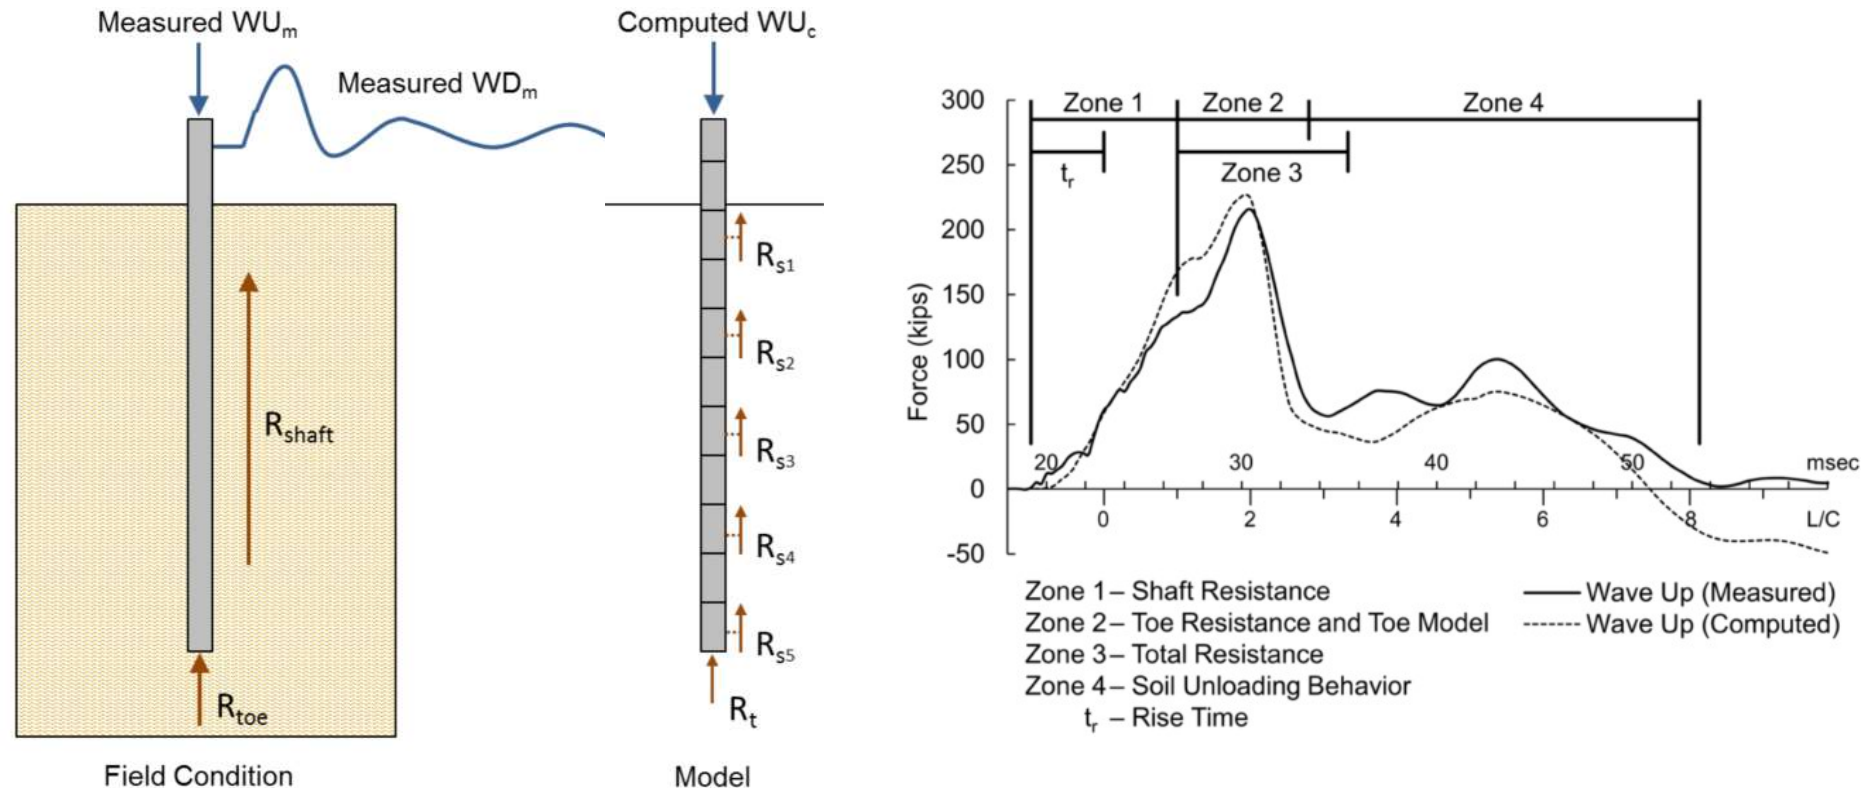 Measured WUm
Measured WDm
Rshaft
Rtoe
Field Condition
Computed WUc
Rs1
Rs2
Rs3
Rs4
Rs5
Rt
Model
Force (kips)
300
250
200
150
100
50
0
-50
Zone 1
Zone 2
Zone 4
tr
Zone 3
20 30 40 50 msec
0 2 4 6 8 L/C
Zone 1 – Shaft Resistance
Zone 2 – Toe Resistance and Toe Model
Zone 3 – Total Resistance
Zone 4 – Soil Unloading Behavior
tr – Rise Time
Wave Up (Measured)
Wave Up (Computed)